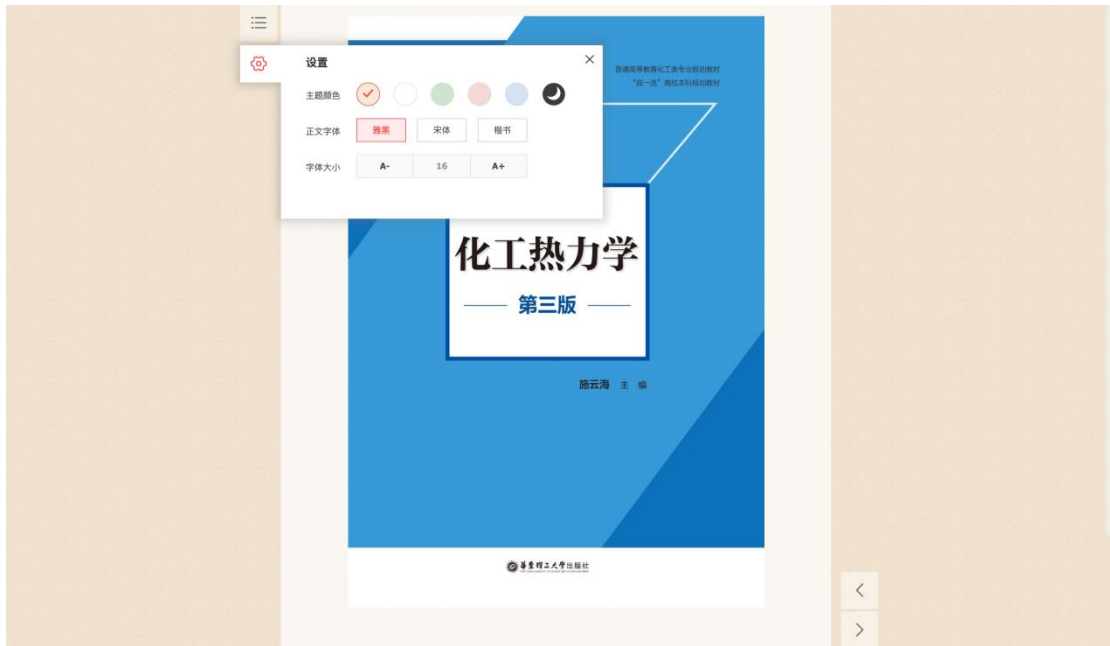 设置
主题颜色
正文字体
雅黑
宋体
楷书
字体大小
A-
16
A+
普通高等教育化工类专业规划教材
“双一流”高校本科规划教材
化工热力学
第三版
施云海 主 编
华东理工大学出版社